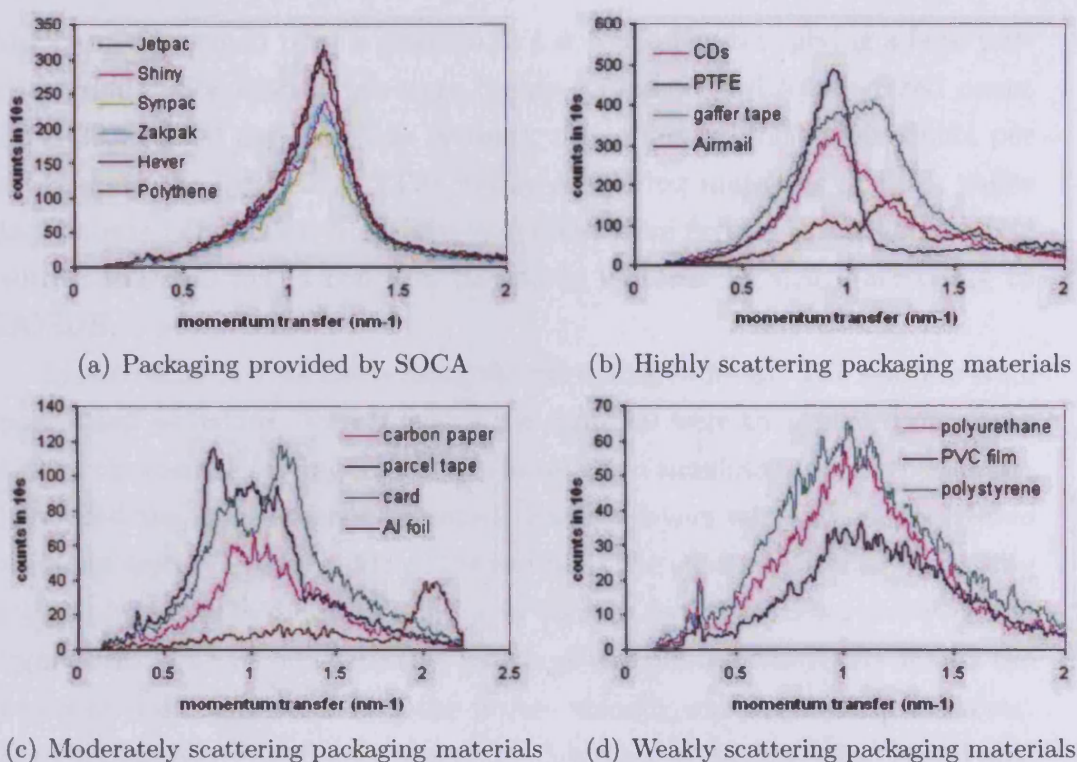 350
300
250
200
150
100
50
0
counts in 10s
Jetpac
Shiny
Synpac
Zakpak
Hever
Polythene
0 0.5 1 1.5 2
momentum transfer (nm-1)
(a) Packaging provided by SOCA
600
500
400
300
200
100
0
counts in 10s
CDs
PTFE
gaffer tape
Airmail
0 0.5 1 1.5 2
momentum transfer (nm-1)
(b) Highly scattering packaging materials
140
120
100
80
60
40
20
0
counts in 10s
carbon paper
parcel tape
card
Al foil
0 0.5 1 1.5 2 2.5
momentum transfer (nm-1)
(c) Moderately scattering packaging materials
70
60
50
40
30
20
10
0
counts in 10s
polyurethane
PVC film
polystyrene
0 0.5 1 1.5 2
momentum transfer (nm-1)
(d) Weakly scattering packaging materials